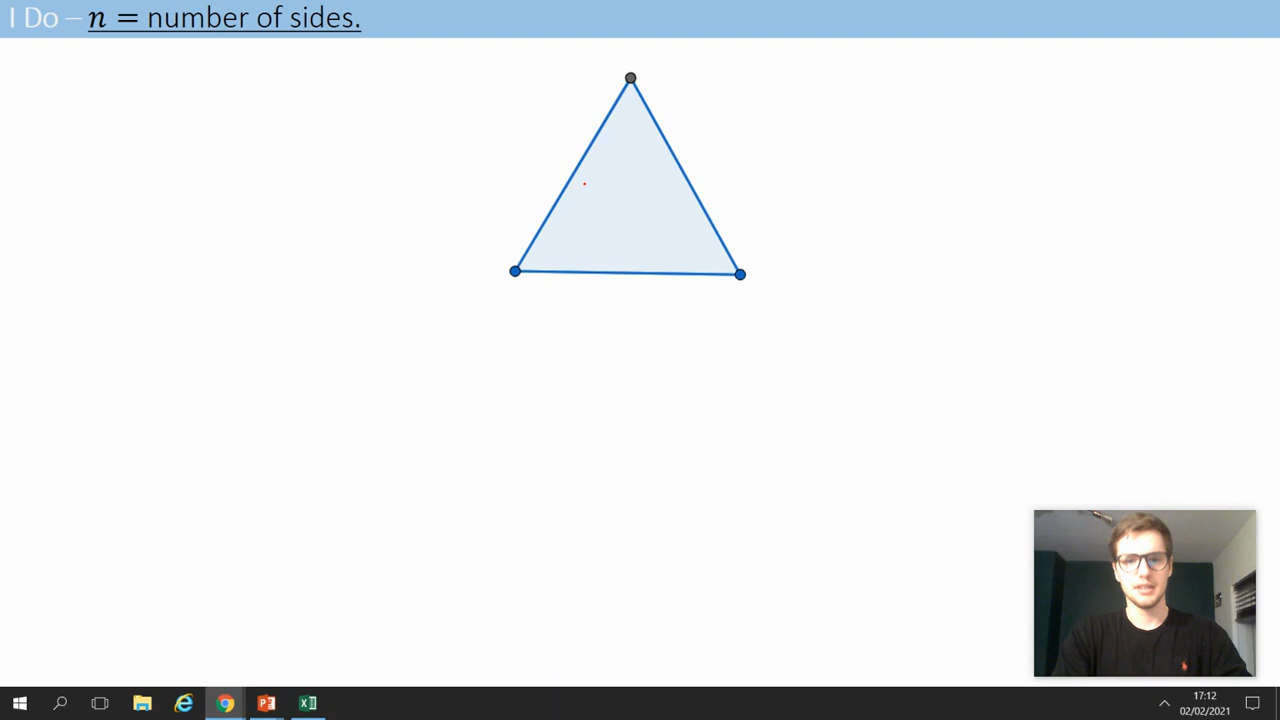 I Do – n = number of sides.
17:12
02/02/2021